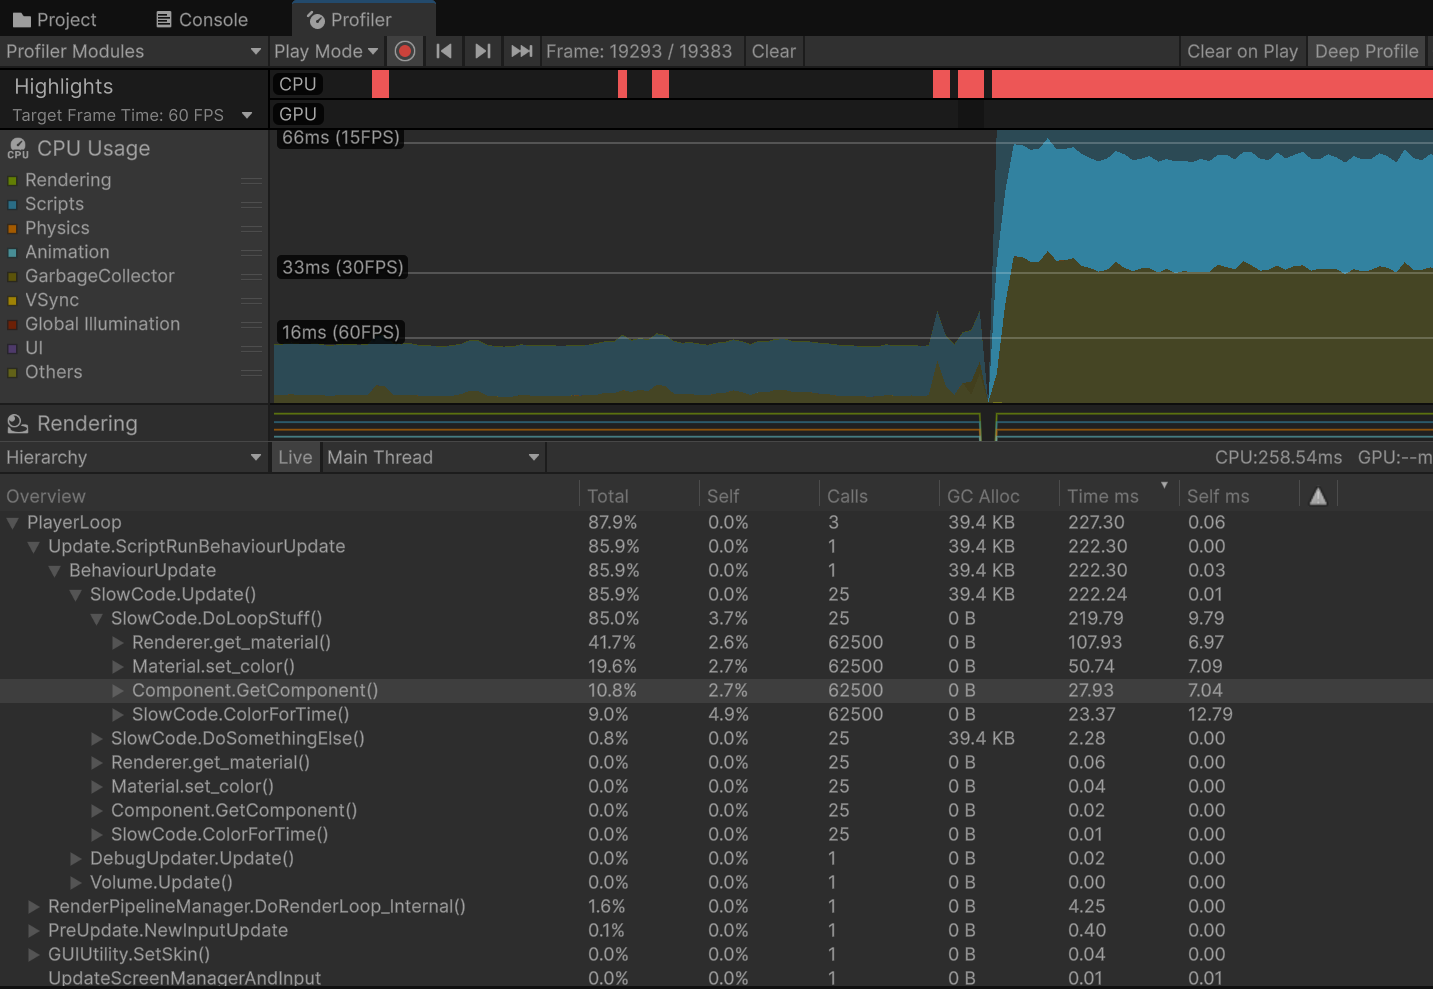 Project Console Profiler
Profiler Modules Play Mode Frame: 19293 / 19383 Clear Clear on Play Deep Profile
Highlights CPU
Target Frame Time: 60 FPS GPU
66ms (15FPS)
CPU CPU Usage
Rendering
Scripts
Physics
Animation
33ms (30FPS)
GarbageCollector
VSync
Global Illumination
16ms (60FPS)
UI
Others
Rendering
Hierarchy Live Main Thread CPU:258.54ms GPU:--m
Overview Total Self Calls GC Alloc Time ms Self ms
PlayerLoop 87.9% 0.0% 3 39.4 KB 227.30 0.06
Update.ScriptRunBehaviourUpdate 85.9% 0.0% 1 39.4 KB 222.30 0.00
BehaviourUpdate 85.9% 0.0% 1 39.4 KB 222.30 0.03
SlowCode.Update() 85.9% 0.0% 25 39.4 KB 222.24 0.01
SlowCode.DoLoopStuff() 85.0% 3.7% 25 0 B 219.79 9.79
Renderer.get_material() 41.7% 2.6% 62500 0 B 107.93 6.97
Material.set_color() 19.6% 2.7% 62500 0 B 50.74 7.09
Component.GetComponent() 10.8% 2.7% 62500 0 B 27.93 7.04
SlowCode.ColorForTime() 9.0% 4.9% 62500 0 B 23.37 12.79
SlowCode.DoSomethingElse() 0.8% 0.0% 25 39.4 KB 2.28 0.00
Renderer.get_material() 0.0% 0.0% 25 0 B 0.06 0.00
Material.set_color() 0.0% 0.0% 25 0 B 0.04 0.00
Component.GetComponent() 0.0% 0.0% 25 0 B 0.02 0.00
SlowCode.ColorForTime() 0.0% 0.0% 25 0 B 0.01 0.00
DebugUpdater.Update() 0.0% 0.0% 1 0 B 0.02 0.00
Volume.Update() 0.0% 0.0% 1 0 B 0.00 0.00
RenderPipelineManager.DoRenderLoop_Internal() 1.6% 0.0% 1 0 B 4.25 0.00
PreUpdate.NewInputUpdate 0.1% 0.0% 1 0 B 0.40 0.00
GUIUtility.SetSkin() 0.0% 0.0% 1 0 B 0.04 0.00
UpdateScreenManagerAndInput 0.0% 0.0% 1 0 B 0.01 0.01